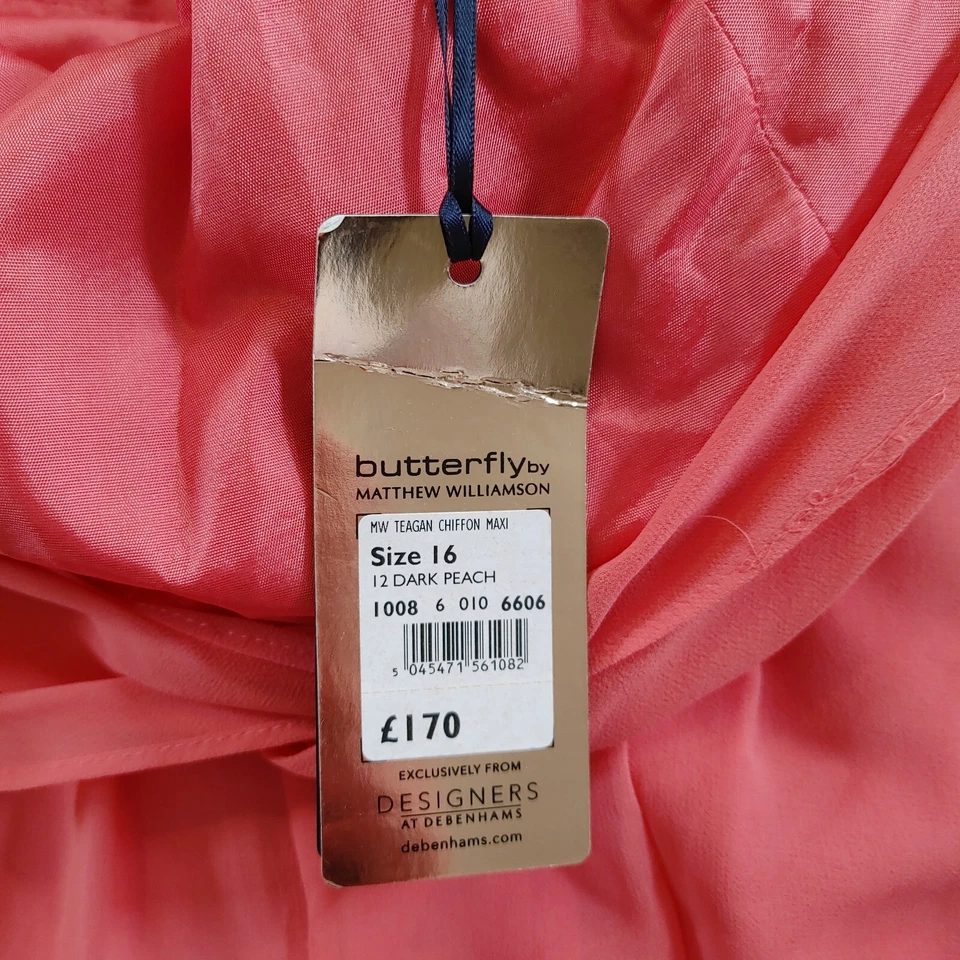 butterfly by
MATTHEW WILLIAMSON
MW TEAGAN CHIFFON MAXI
Size 16
12 DARK PEACH
1008 6 010 6606
5 045471 561082
£170
EXCLUSIVELY FROM
DESIGNERS
AT DEBENHAMS
debenhams.com